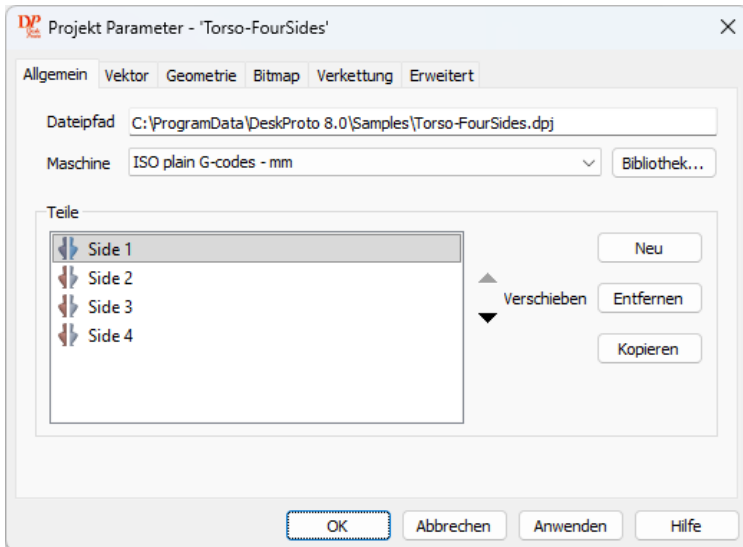 DP Projekt Parameter - 'Torso-FourSides'
Allgemein Vektor Geometrie Bitmap Verkettung Erweitert
Dateipfad C:\ProgramData\DeskProto 8.0\Samples\Torso-FourSides.dpj
Maschine ISO plain G-codes - mm Bibliothek...
Teile
Side 1 Neu
Side 2
Side 3 Verschieben Entfernen
Side 4
Kopieren
OK Abbrechen Anwenden Hilfe